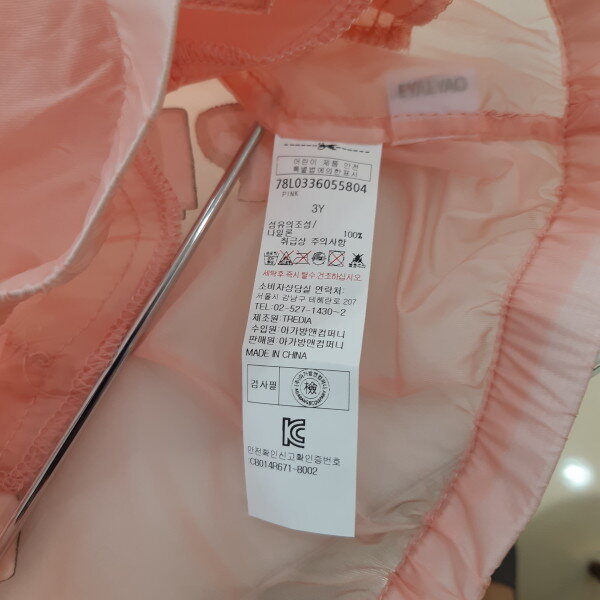 어린이 제품 안전
특별법에의한표시
78L0336055804
PINK
3Y
섬유의조성/
나일론 100%
취급상 주의사항
세탁후 즉시 탈수,건조하십시오.
소비자상담실 연락처:
서울시 강남구 테헤란로 207
TEL:02-527-1430~2
제조원: TREDIA
수입원: 아가방앤컴퍼니
판매원: 아가방앤컴퍼니
MADE IN CHINA
검사필 檢
안전확인신고확인증번호
CB014R671-8002